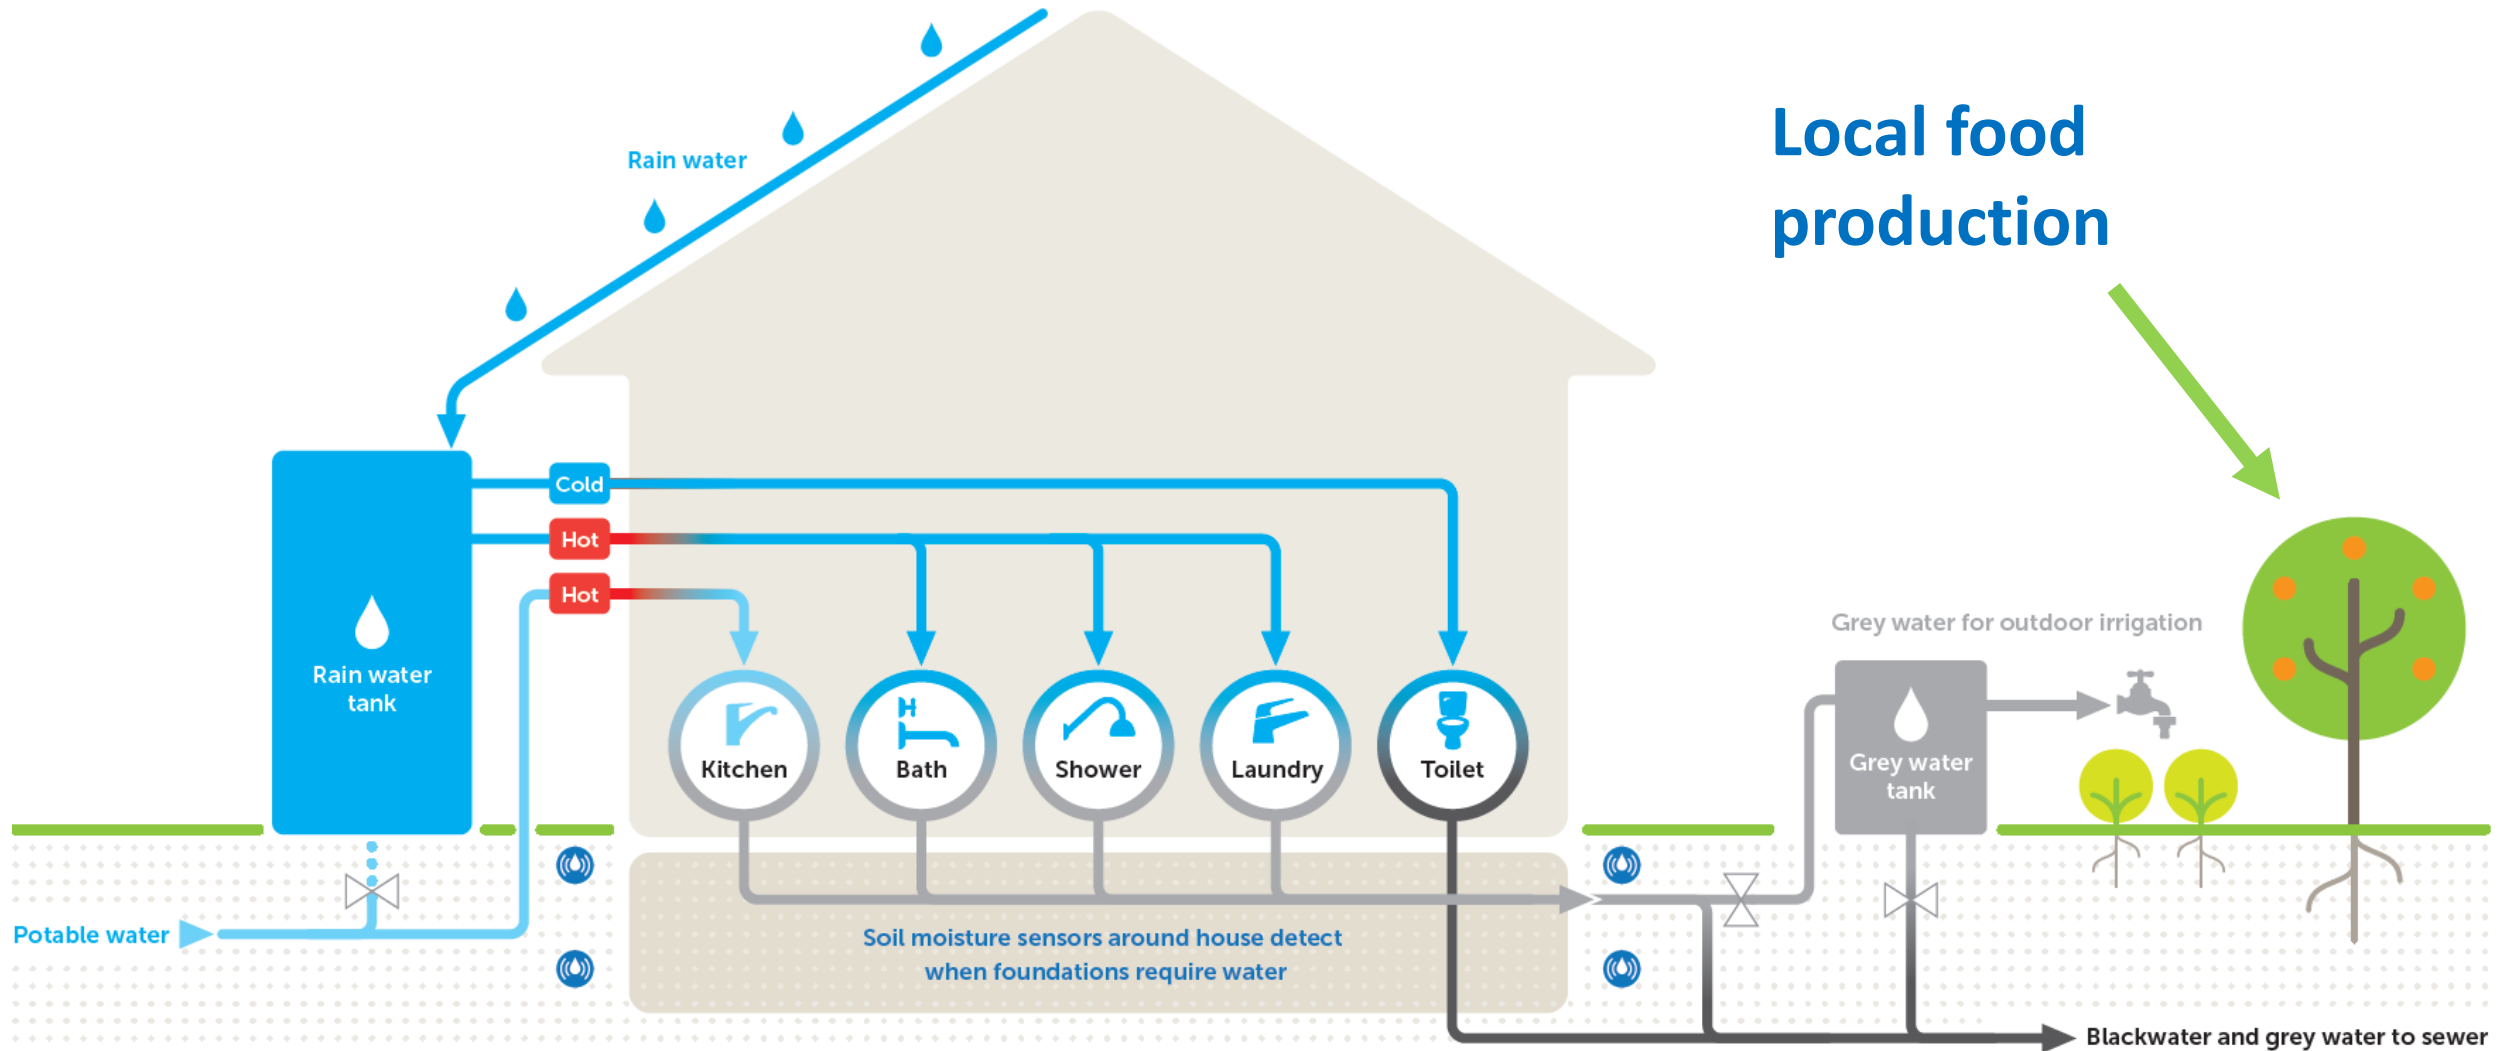 Local food
production
Rain water
Cold
Hot
Hot
Rain water
tank
Grey water for outdoor irrigation
Kitchen
Bath
Shower
Laundry
Toilet
Grey water
tank
Potable water
Soil moisture sensors around house detect
when foundations require water
Blackwater and grey water to sewer